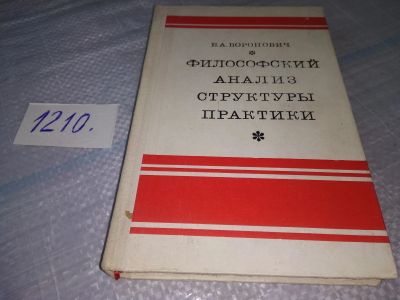 Б.А.ВОРОНОВИЧ
ФИЛОСОФСКИЙ
АНАЛИЗ
СТРУКТУРЫ
ПРАКТИКИ
1210.